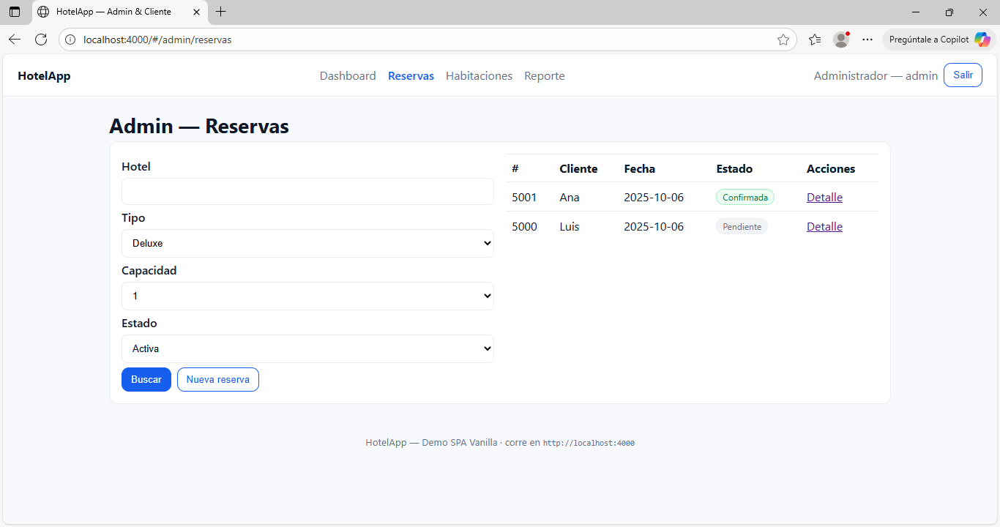 HotelApp — Admin & Cliente
localhost:4000/#/admin/reservas
Pregúntale a Copilot
HotelApp
Dashboard Reservas Habitaciones Reporte
Administrador — admin Salir
Admin — Reservas
Hotel
Tipo
Deluxe
Capacidad
1
Estado
Activa
Buscar Nueva reserva
# Cliente Fecha Estado Acciones
5001 Ana 2025-10-06 Confirmada Detalle
5000 Luis 2025-10-06 Pendiente Detalle
HotelApp — Demo SPA Vanilla · corre en http://localhost:4000